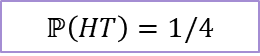 ℙ(HT) = 1/4